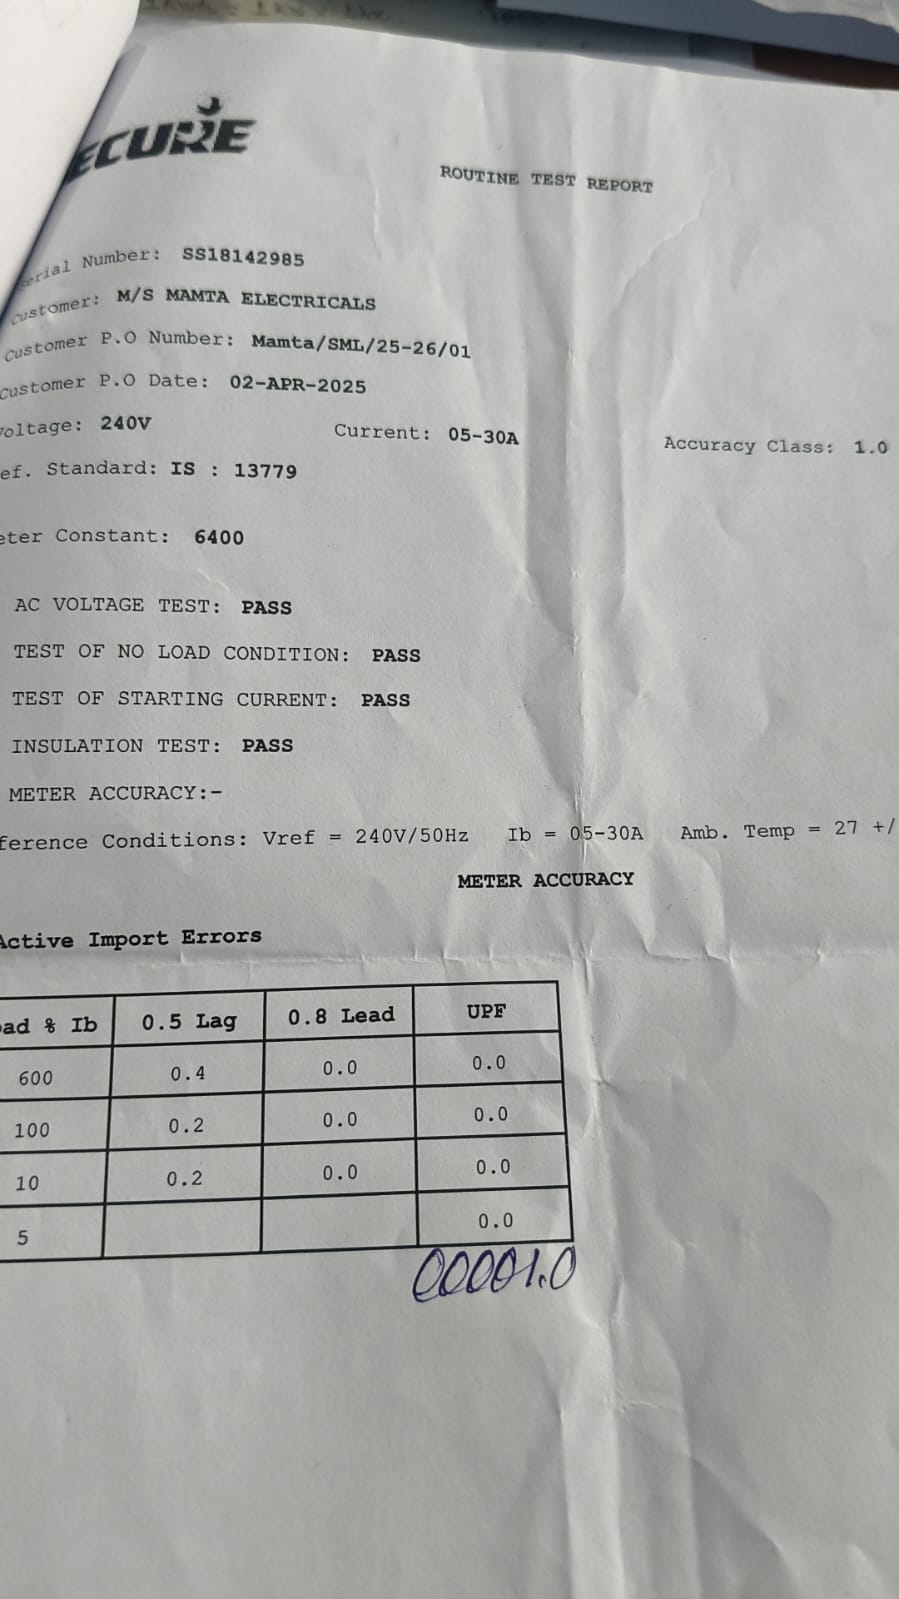 ECURE
ROUTINE TEST REPORT
Serial Number: SS18142985
Customer: M/S MAMTA ELECTRICALS
Customer P.O Number: Mamta/SML/25-26/01
Customer P.O Date: 02-APR-2025
Voltage: 240V Current: 05-30A Accuracy Class: 1.0
ef. Standard: IS : 13779
eter Constant: 6400
AC VOLTAGE TEST: PASS
TEST OF NO LOAD CONDITION: PASS
TEST OF STARTING CURRENT: PASS
INSULATION TEST: PASS
METER ACCURACY:-
ference Conditions: Vref = 240V/50Hz Ib = 05-30A Amb. Temp = 27 +/
METER ACCURACY
Active Import Errors
ad % Ib 0.5 Lag 0.8 Lead UPF
600 0.4 0.0 0.0
100 0.2 0.0 0.0
10 0.2 0.0 0.0
5 0.0
00001.0